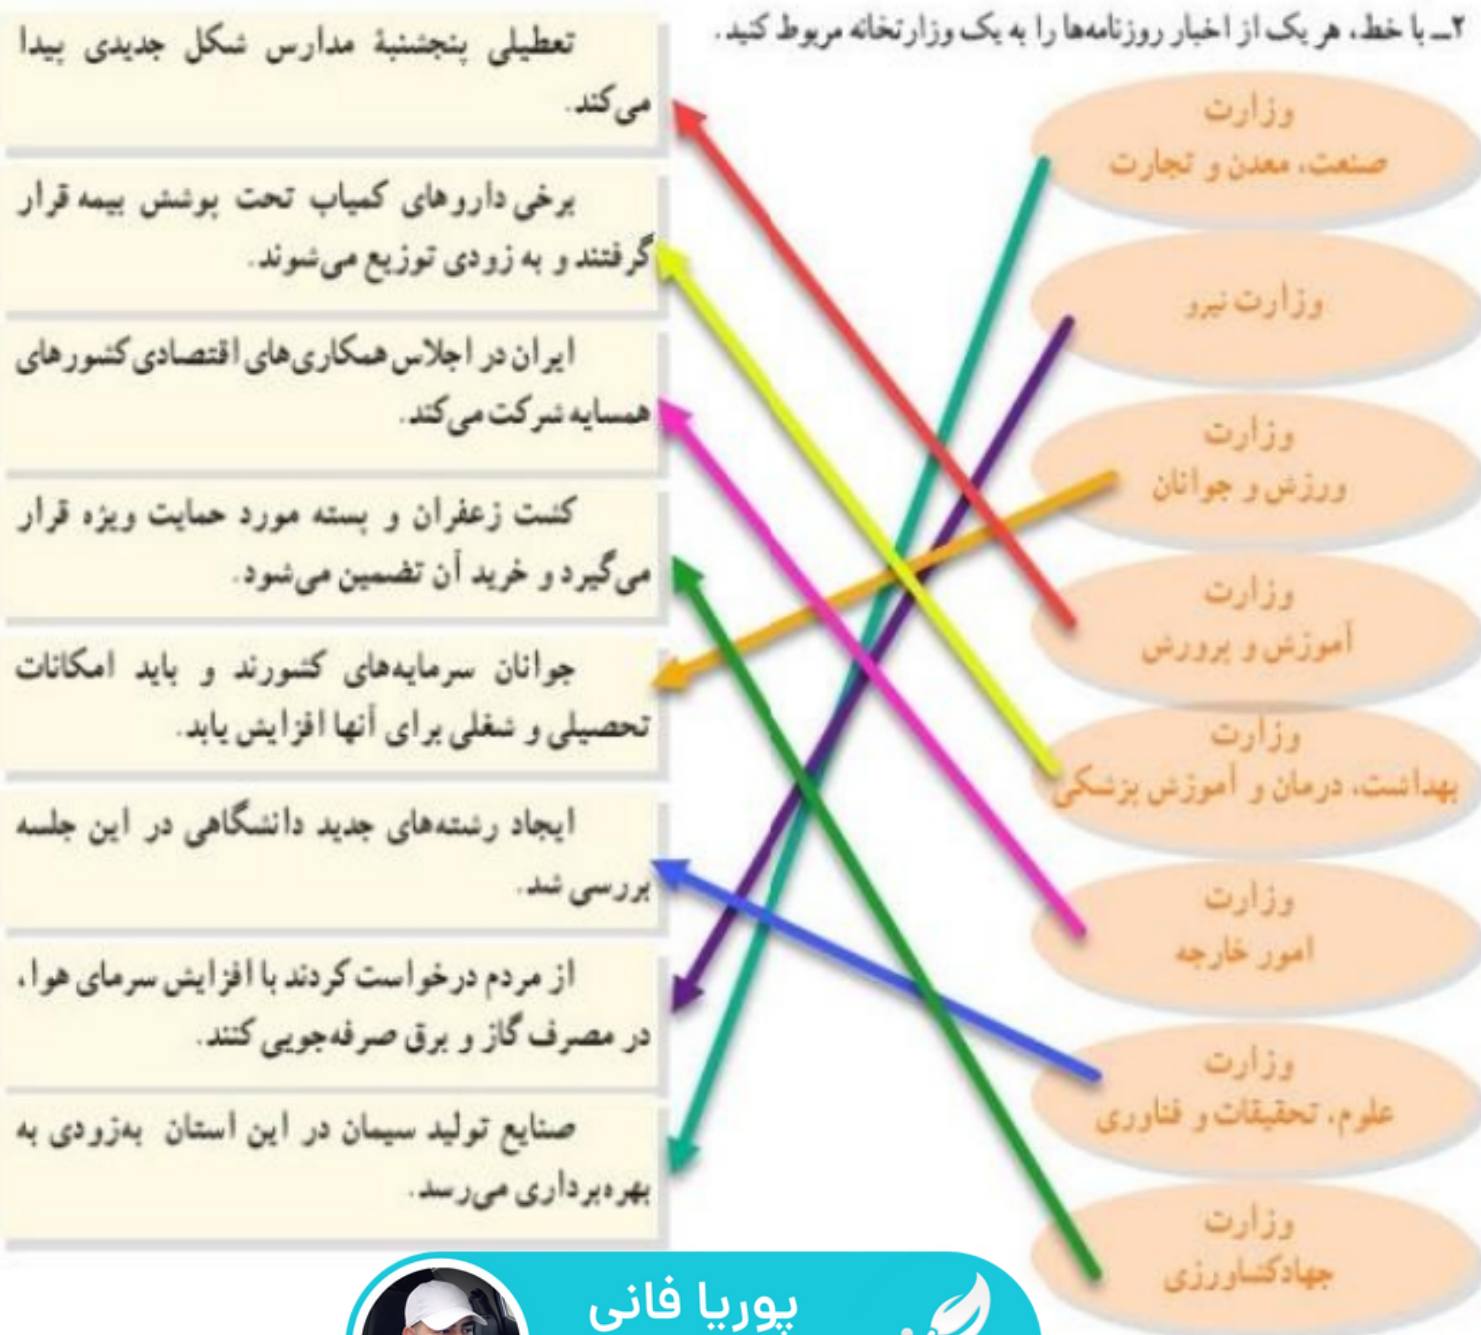 ۲ــ با خط، هر یک از اخبار روزنامه‌ها را به یک وزارتخانه مربوط کنید.
وزارت
صنعت، معدن و تجارت
وزارت نیرو
وزارت
ورزش و جوانان
وزارت
آموزش و پرورش
وزارت
بهداشت، درمان و آموزش پزشکی
وزارت
امور خارجه
وزارت
علوم، تحقیقات و فناوری
وزارت
جهادکشاورزی
تعطیلی پنجشنبهٔ مدارس شکل جدیدی پیدا
می‌کند.
برخی داروهای کمیاب تحت پوشش بیمه قرار
گرفتند و به زودی توزیع می‌شوند.
ایران در اجلاس همکاری‌های اقتصادی کشورهای
همسایه شرکت می‌کند.
کشت زعفران و پسته مورد حمایت ویژه قرار
می‌گیرد و خرید آن تضمین می‌شود.
جوانان سرمایه‌های کشورند و باید امکانات
تحصیلی و شغلی برای آنها افزایش یابد.
ایجاد رشته‌های جدید دانشگاهی در این جلسه
بررسی شد.
از مردم درخواست کردند با افزایش سرمای هوا،
در مصرف گاز و برق صرفه‌جویی کنند.
صنایع تولید سیمان در این استان به‌زودی به
بهره‌برداری می‌رسد.
پوریا فانی